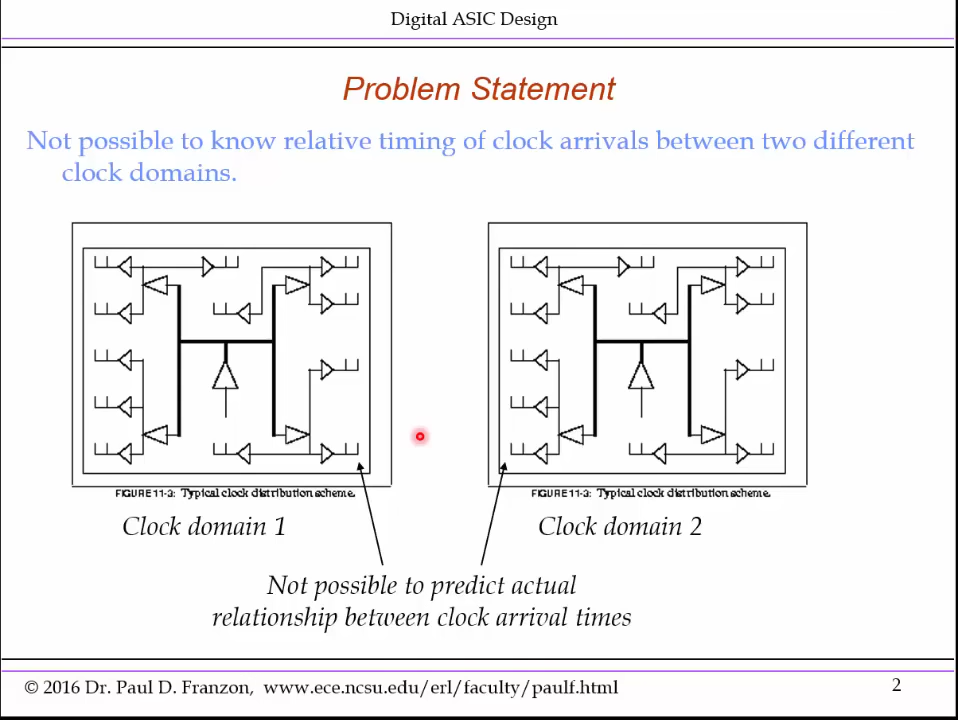 Digital ASIC Design
Problem Statement
Not possible to know relative timing of clock arrivals between two different
clock domains.
FIGURE 11-3: Typical clock distribution scheme.
FIGURE 11-3: Typical clock distribution scheme.
Clock domain 1
Clock domain 2
Not possible to predict actual
relationship between clock arrival times
© 2016 Dr. Paul D. Franzon, www.ece.ncsu.edu/erl/faculty/paulf.html
2